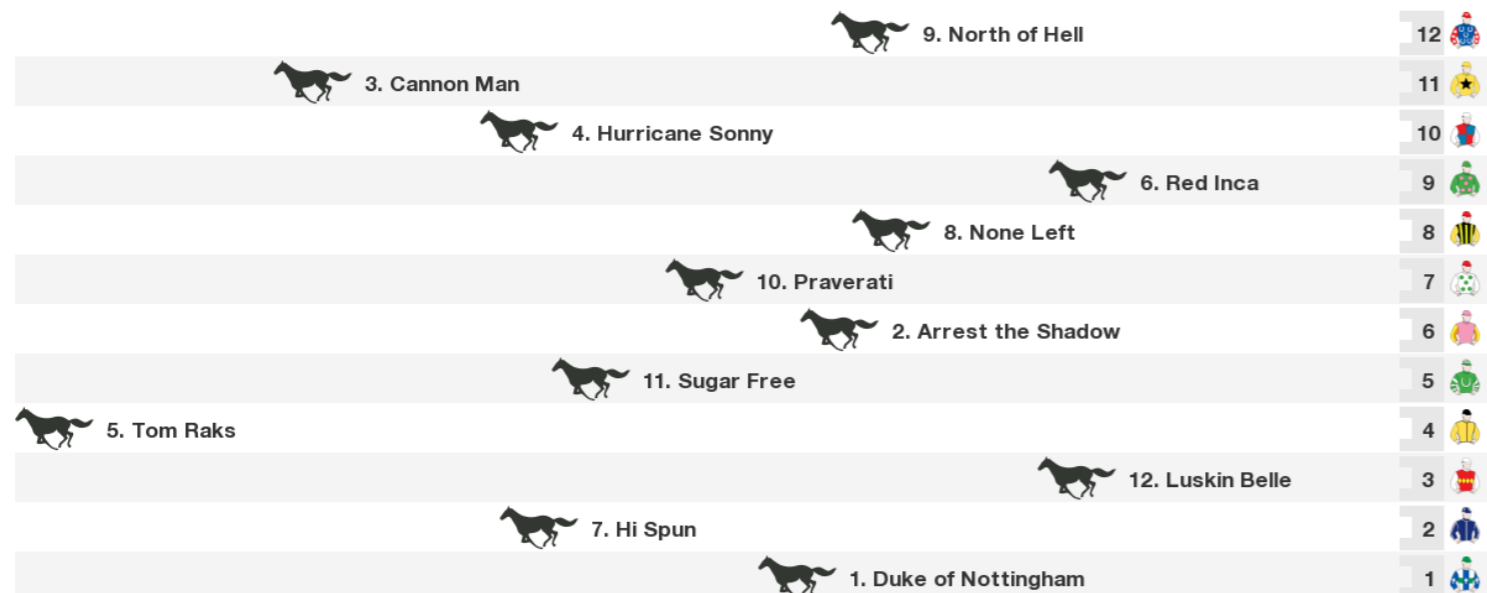 9. North of Hell 12
3. Cannon Man 11
4. Hurricane Sonny 10
6. Red Inca 9
8. None Left 8
10. Praverati 7
2. Arrest the Shadow 6
11. Sugar Free 5
5. Tom Raks 4
12. Luskin Belle 3
7. Hi Spun 2
1. Duke of Nottingham 1